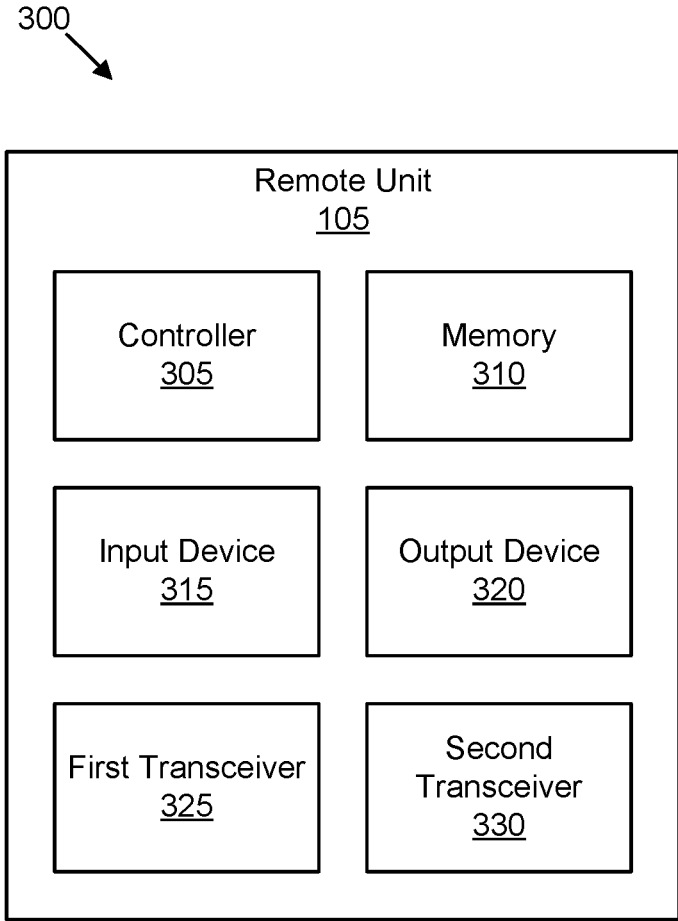 300
Remote Unit
105
Controller
305
Memory
310
Input Device
315
Output Device
320
First Transceiver
325
Second
Transceiver
330